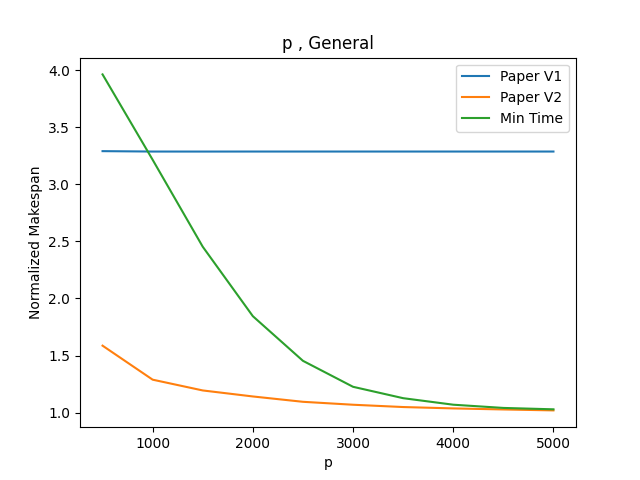 p , General
Paper V1
Paper V2
Min Time
Normalized Makespan
4.0
3.5
3.0
2.5
2.0
1.5
1.0
1000 2000 3000 4000 5000
p